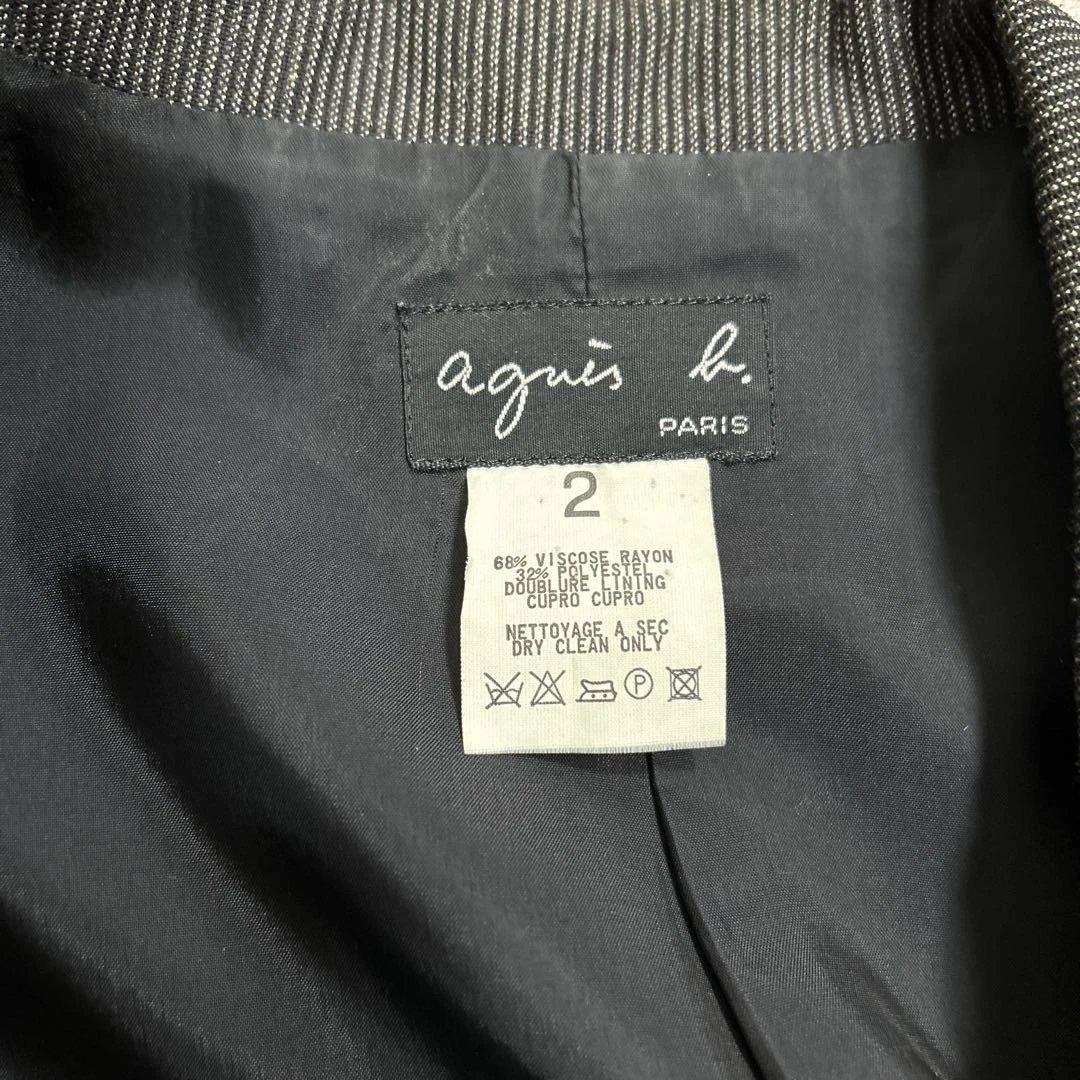 agnès b.
PARIS
2
68% VISCOSE RAYON
32% POLYESTEL
DOUBLURE LINING
CUPRO CUPRO
NETTOYAGE A SEC
DRY CLEAN ONLY
P